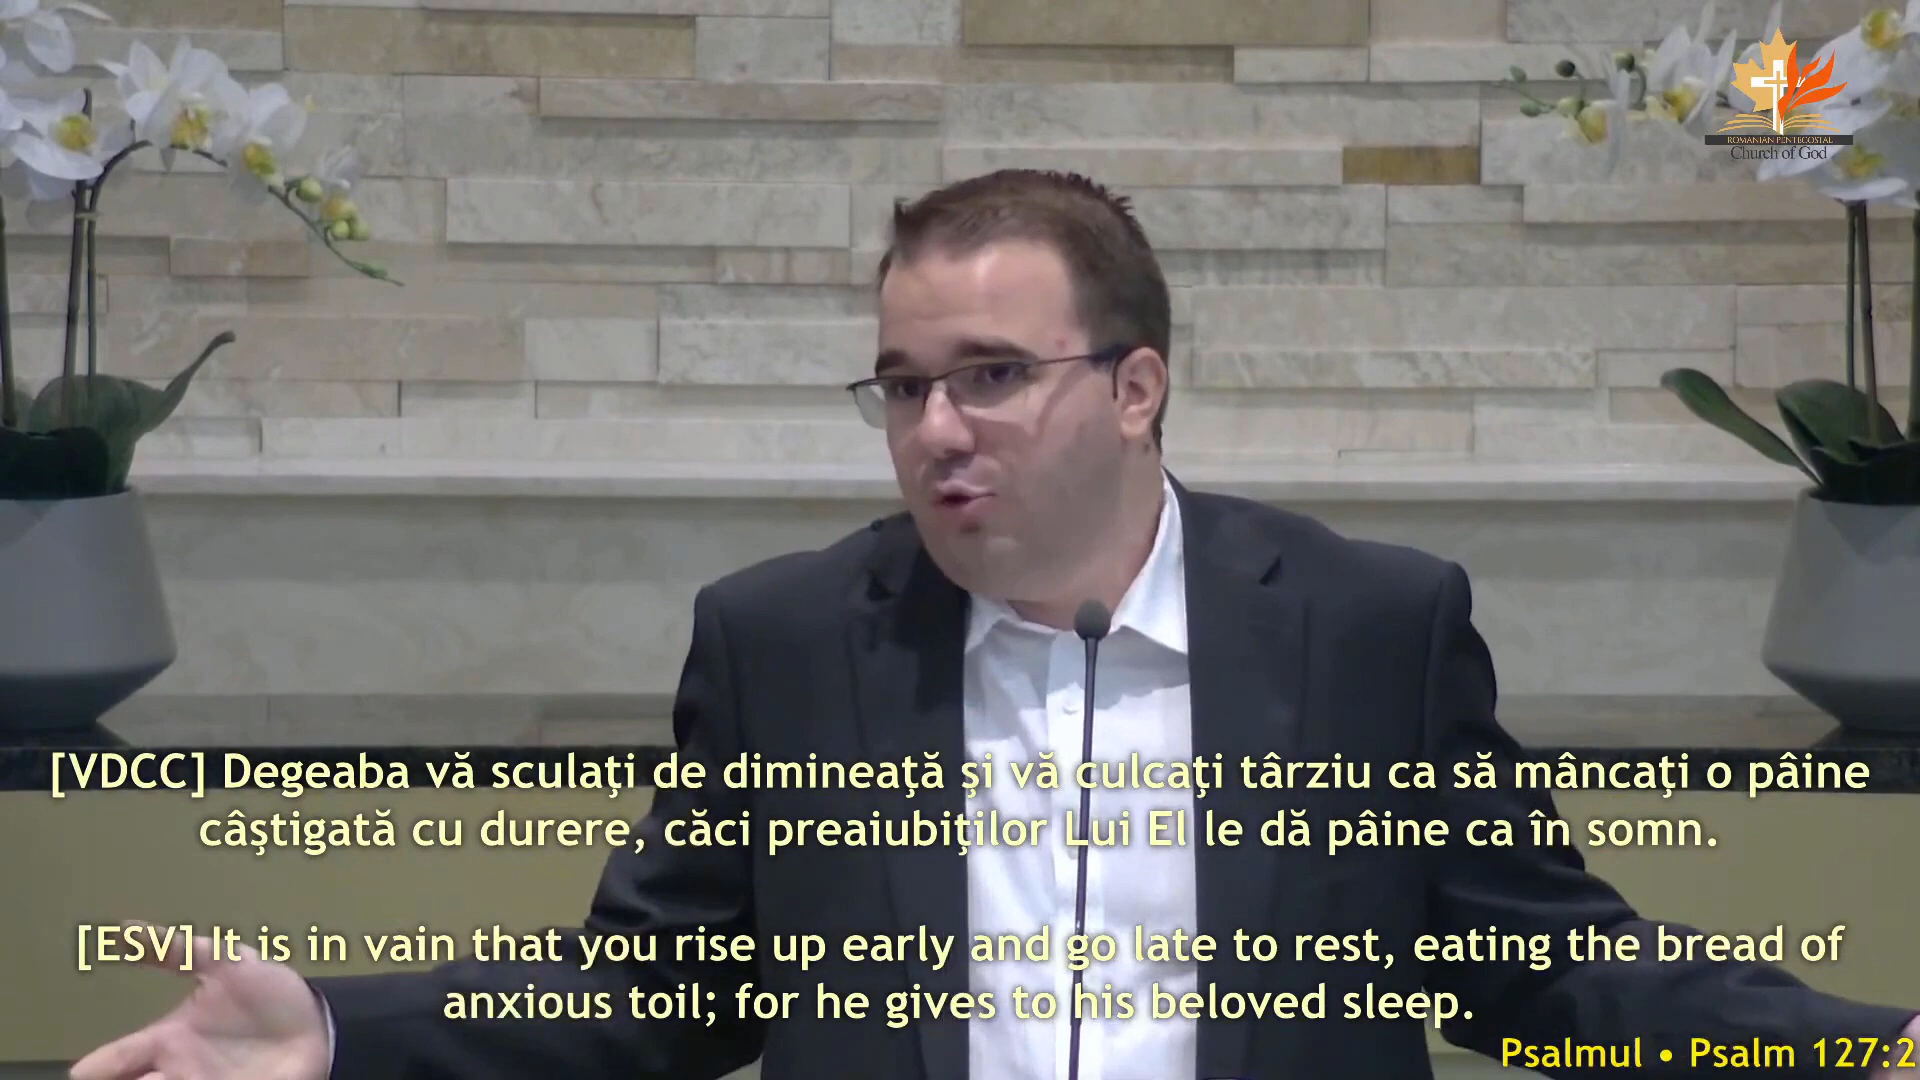 ROMANIAN PENTECOSTAL
Church of God
[VDCC] Degeaba vă sculaţi de dimineaţă şi vă culcaţi târziu ca să mâncaţi o pâine
câştigată cu durere, căci preaiubiţilor Lui El le dă pâine ca în somn.
[ESV] It is in vain that you rise up early and go late to rest, eating the bread of
anxious toil; for he gives to his beloved sleep.
Psalmul • Psalm 127:2